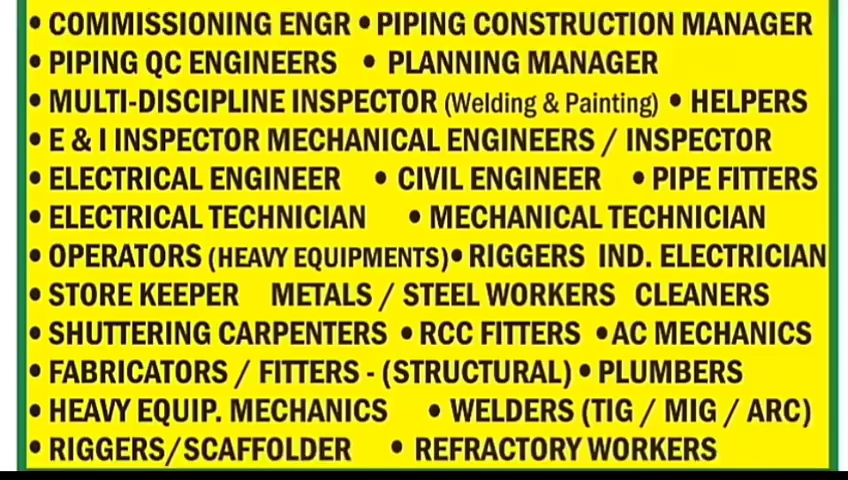 • COMMISSIONING ENGR • PIPING CONSTRUCTION MANAGER
• PIPING QC ENGINEERS • PLANNING MANAGER
• MULTI-DISCIPLINE INSPECTOR (Welding & Painting) • HELPERS
• E & I INSPECTOR MECHANICAL ENGINEERS / INSPECTOR
• ELECTRICAL ENGINEER • CIVIL ENGINEER • PIPE FITTERS
• ELECTRICAL TECHNICIAN • MECHANICAL TECHNICIAN
• OPERATORS (HEAVY EQUIPMENTS) • RIGGERS IND. ELECTRICIAN
• STORE KEEPER METALS / STEEL WORKERS CLEANERS
• SHUTTERING CARPENTERS • RCC FITTERS • AC MECHANICS
• FABRICATORS / FITTERS - (STRUCTURAL) • PLUMBERS
• HEAVY EQUIP. MECHANICS • WELDERS (TIG / MIG / ARC)
• RIGGERS/SCAFFOLDER • REFRACTORY WORKERS